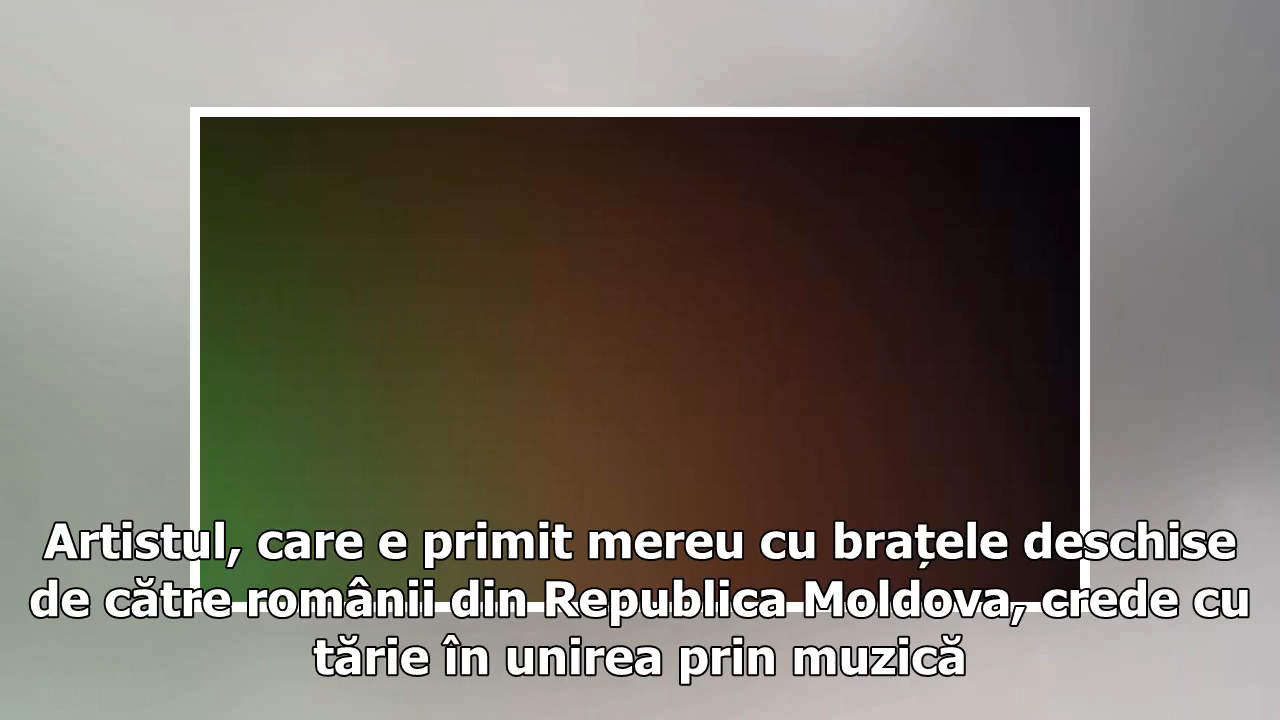 Artistul, care e primit mereu cu brațele deschise
de către românii din Republica Moldova, crede cu
tărie în unirea prin muzică